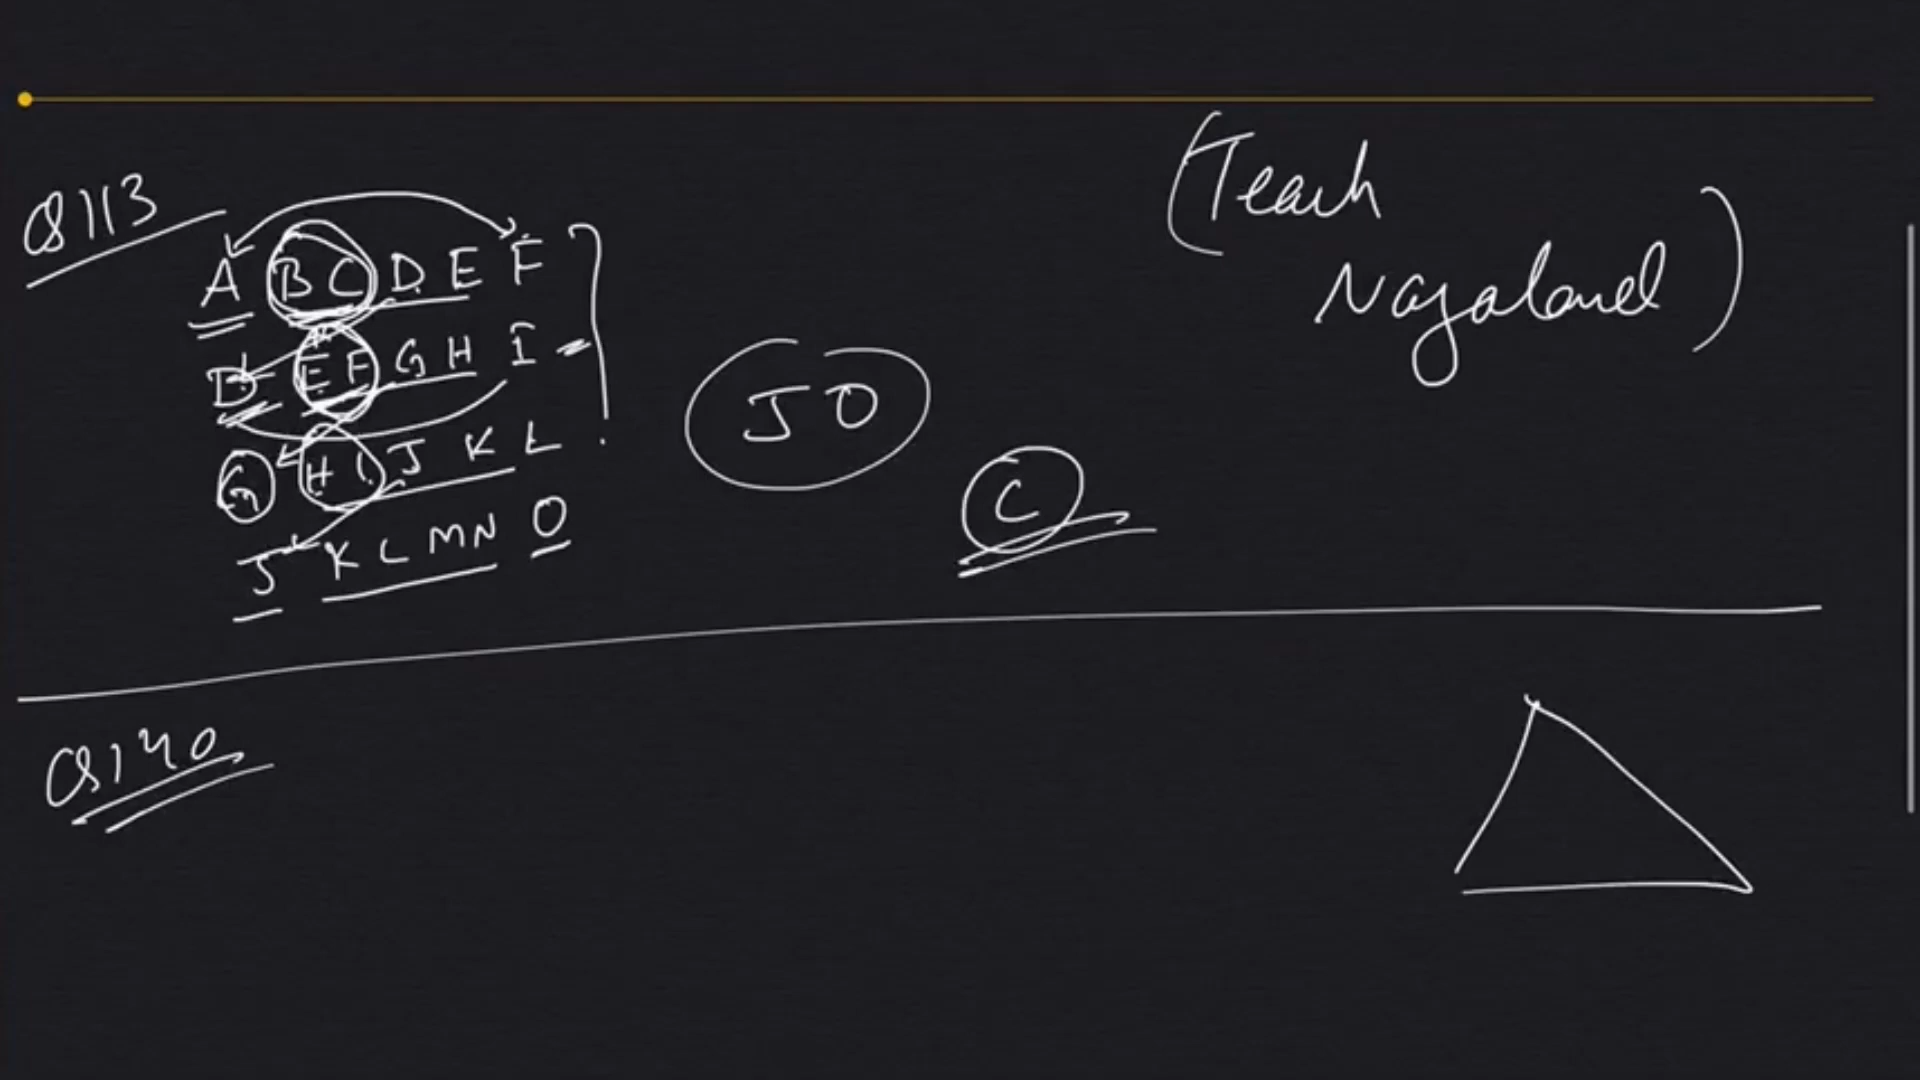 Q113
(Teach
Nagaland)
A B C D E F
D E F G H I
G H I J K L
J K L M N O
J O
C
Q140